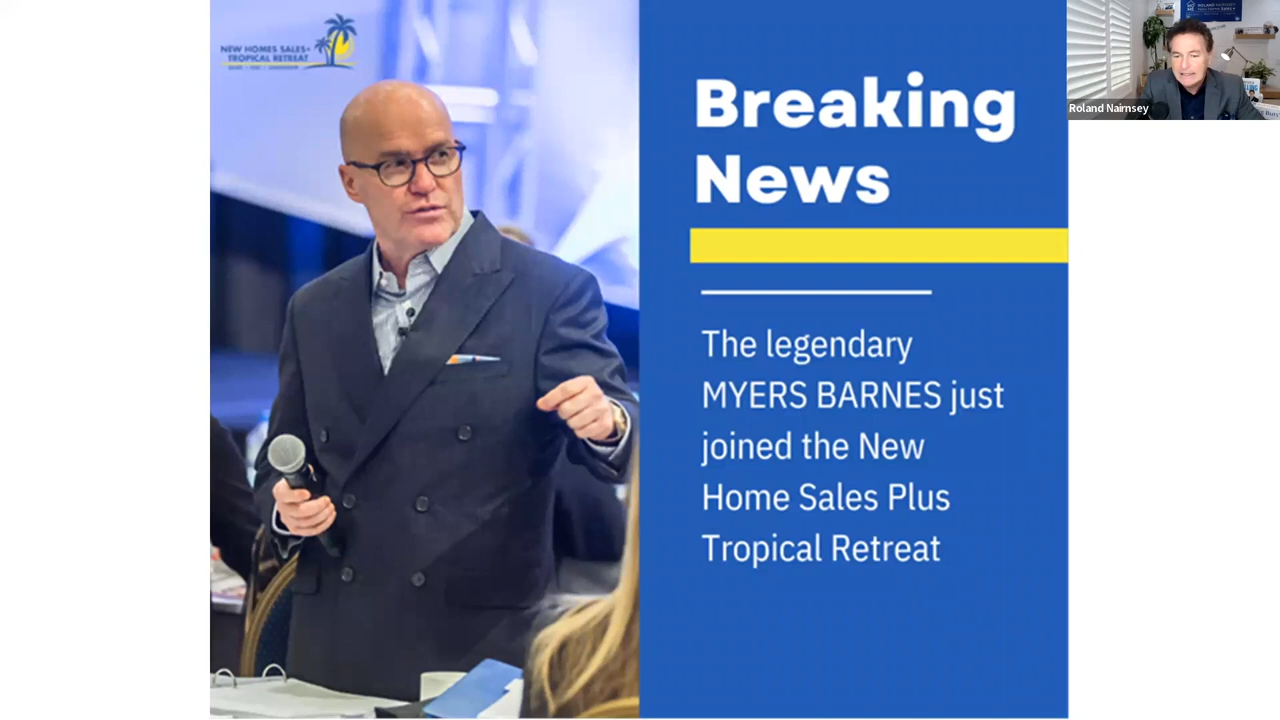 NEW HOMES SALES+
TROPICAL RETREAT
Breaking
News
The legendary
MYERS BARNES just
joined the New
Home Sales Plus
Tropical Retreat
Roland Nairnsey